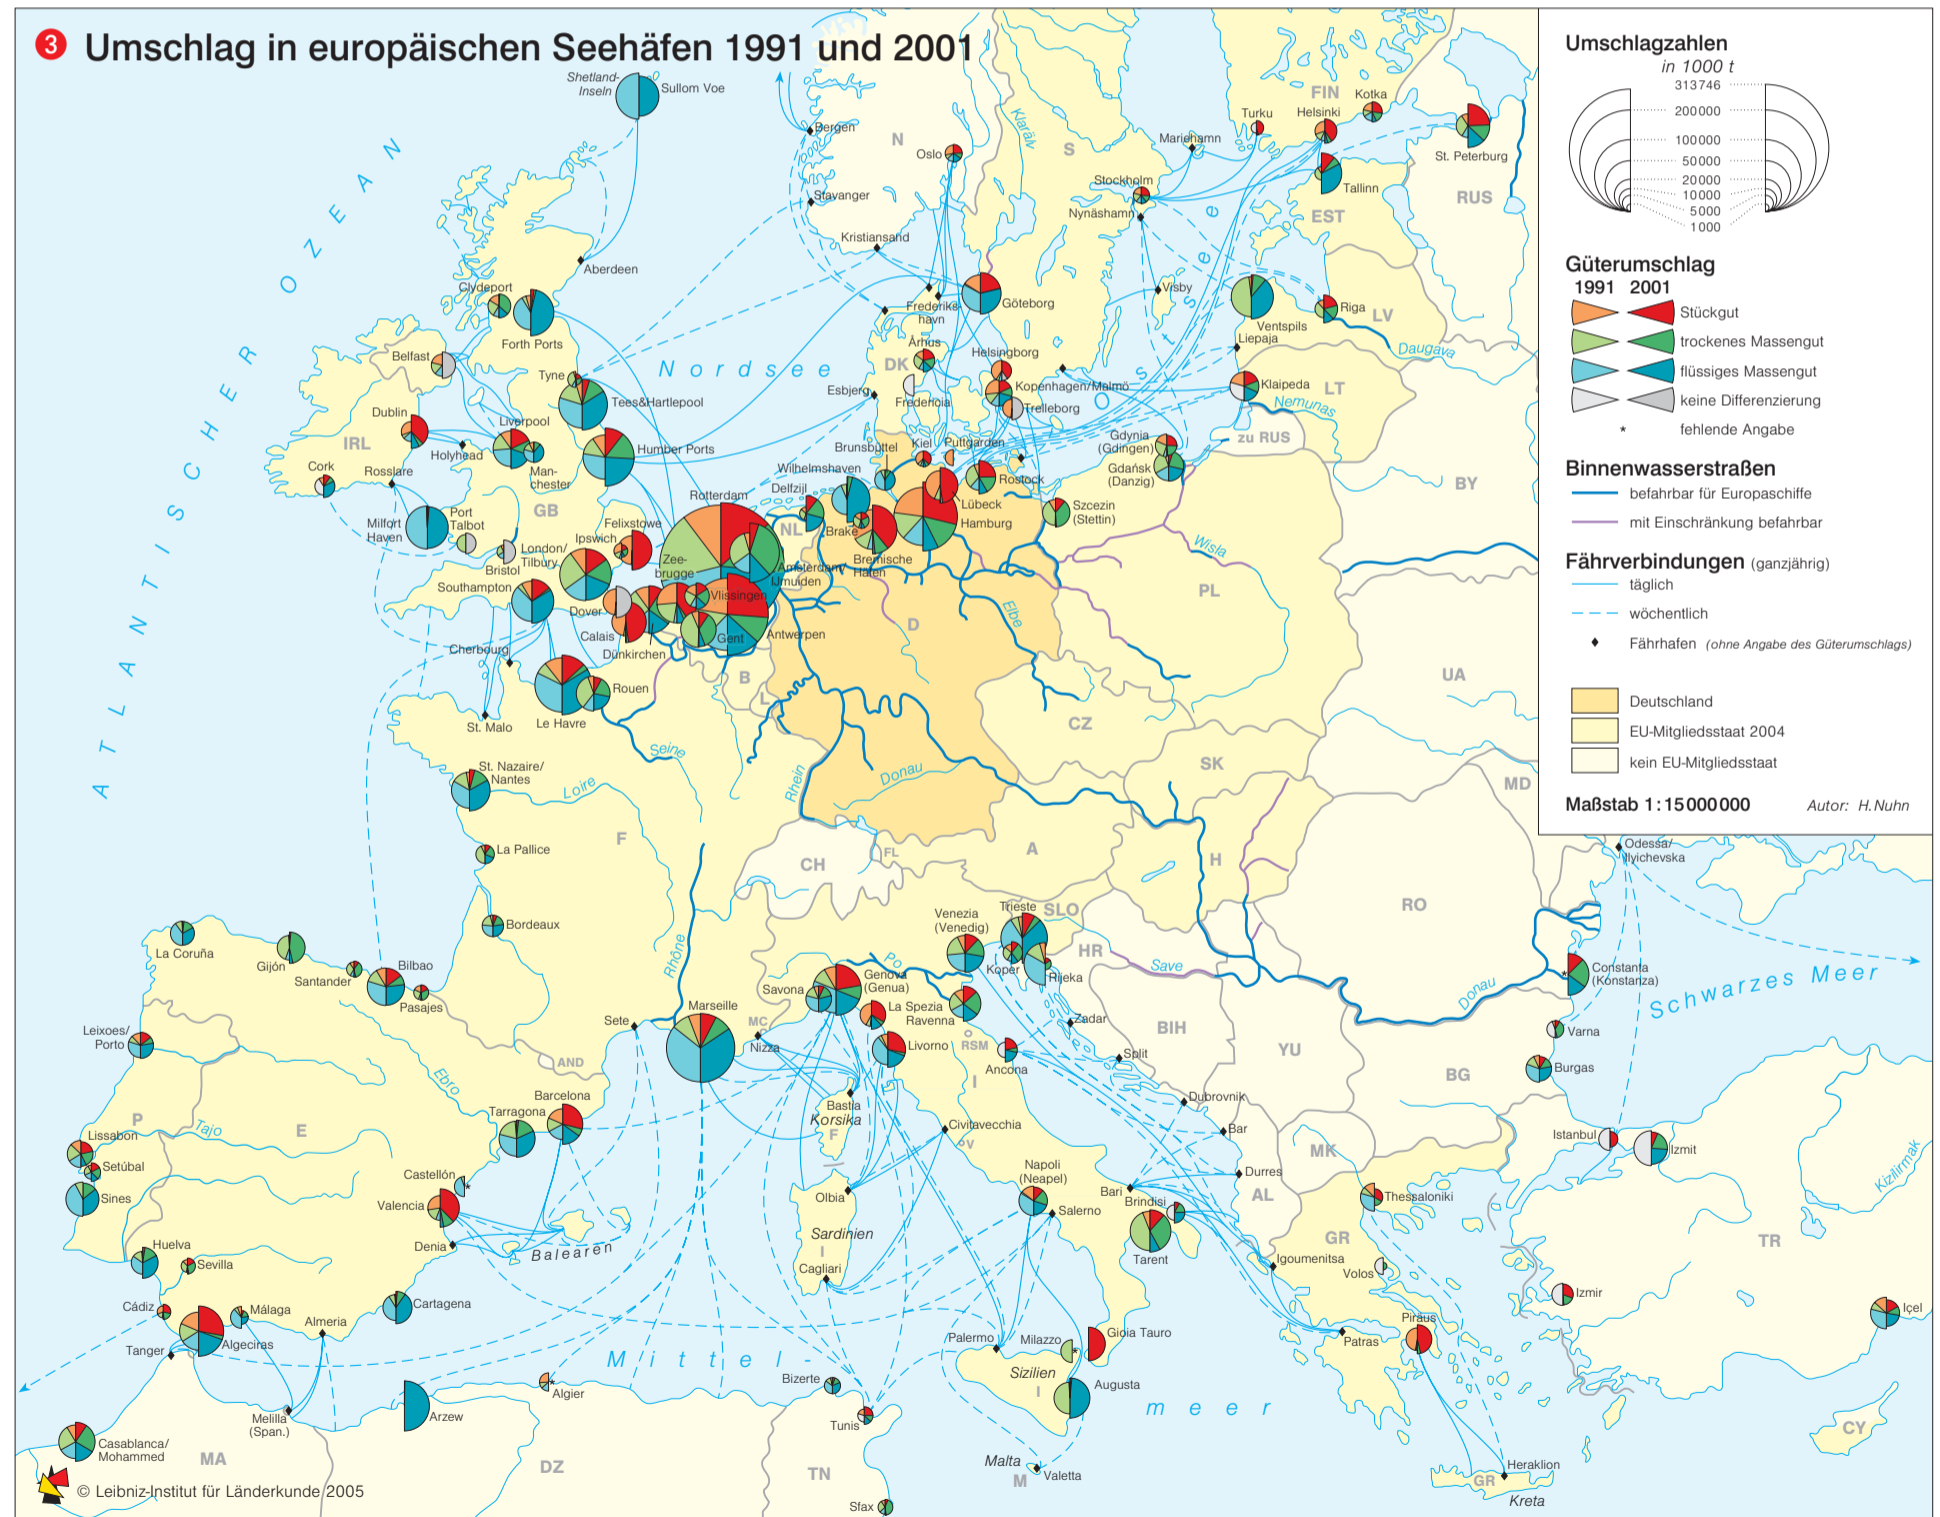 3 Umschlag in europäischen Seehäfen 1991 und 2001
Umschlagzahlen
in 1000 t
313746
200000
100000
50000
20000
10000
5000
1000
Güterumschlag
1991 2001
Stückgut
trockenes Massengut
flüssiges Massengut
keine Differenzierung
* fehlende Angabe
Binnenwasserstraßen
befahrbar für Europaschiffe
mit Einschränkung befahrbar
Fährverbindungen (ganzjährig)
täglich
wöchentlich
Fährhafen (ohne Angabe des Güterumschlags)
Deutschland
EU-Mitgliedsstaat 2004
kein EU-Mitgliedsstaat
Maßstab 1:15000000 Autor: H.Nuhn
ATLANTISCHER OZEAN
Nordsee
Ostsee
Mittel-
meer
Schwarzes Meer
Shetland-
Inseln
Sullom Voe
Bergen
N
Oslo
Klarälv
S
FIN
Kotka
Turku
Helsinki
Mariehamn
St. Peterburg
Stavanger
Stockholm
Tallinn
Nynäshamn
EST
RUS
Kristiansand
Aberdeen
Clydeport
Forth Ports
Frederiks-
havn
Göteborg
Visby
Ventspils
Riga
LV
Liepaja
Daugava
Belfast
Århus
DK
Helsingborg
Tyne
Esbjerg
Fredericia
Kopenhagen/Malmö
Trelleborg
Klaipeda
LT
Nemunas
Tees&Hartlepool
Dublin
IRL
Liverpool
Holyhead
Man-
chester
Humber Ports
Brunsbüttel
Kiel
Puttgarden
Gdynia
(Gdingen)
Gdańsk
(Danzig)
zu RUS
Cork
Rosslare
Wilhelmshaven
Delfzijl
Rostock
Lübeck
Szczecin
(Stettin)
BY
Rotterdam
NL
Brake
Hamburg
Bremische
Häfen
GB
Milfort
Haven
Port
Talbot
Bristol
London/
Tilbury
Felixstowe
Ipswich
Zee-
brugge
Amsterdam/
IJmuiden
Wisla
Southampton
Dover
Vlissingen
Calais
Gent
Antwerpen
Dünkirchen
D
Elbe
PL
Cherbourg
B
L
Rouen
Le Havre
St. Malo
Seine
UA
CZ
SK
MD
St. Nazaire/
Nantes
Loire
Rhein
Donau
F
La Pallice
CH
FL
A
H
Odessa/
Ilyichevska
Bordeaux
Rhône
Venezia
(Venedig)
Trieste
SLO
Koper
Rijeka
HR
Save
RO
La Coruña
Gijón
Santander
Bilbao
Pasajes
Savona
Genova
(Genua)
Po
La Spezia
Ravenna
RSM
Constanta
(Konstanza)
*
Donau
Varna
Leixoes/
Porto
Sete
Marseille
MC
Nizza
Livorno
Ancona
Zadar
Split
BIH
YU
BG
Burgas
AND
Ebro
Barcelona
Tarragona
Bastia
Korsika
F
I
Civitavecchia
V
Dubrovnik
Bar
MK
Istanbul
Izmit
P
Tajo
E
Lissabon
Setúbal
Sines
Castellón
*
Valencia
Denia
Balearen
Olbia
Sardinien
I
Cagliari
Napoli
(Neapel)
Salerno
Bari
Brindisi
Tarent
Durres
AL
Thessaloniki
GR
Igoumenitsa
Volos
Kizilirmak
TR
Huelva
Sevilla
Cádiz
Málaga
Algeciras
Almeria
Cartagena
Tanger
Melilla
(Span.)
Arzew
Algier
*
Bizerte
Tunis
Palermo
Milazzo
*
Gioia Tauro
Sizilien
I
Augusta
Patras
Piräus
Izmir
Içel
Casablanca/
Mohammed
MA
DZ
TN
Sfax
Malta
M
Valetta
Heraklion
GR
Kreta
CY
© Leibniz-Institut für Länderkunde 2005